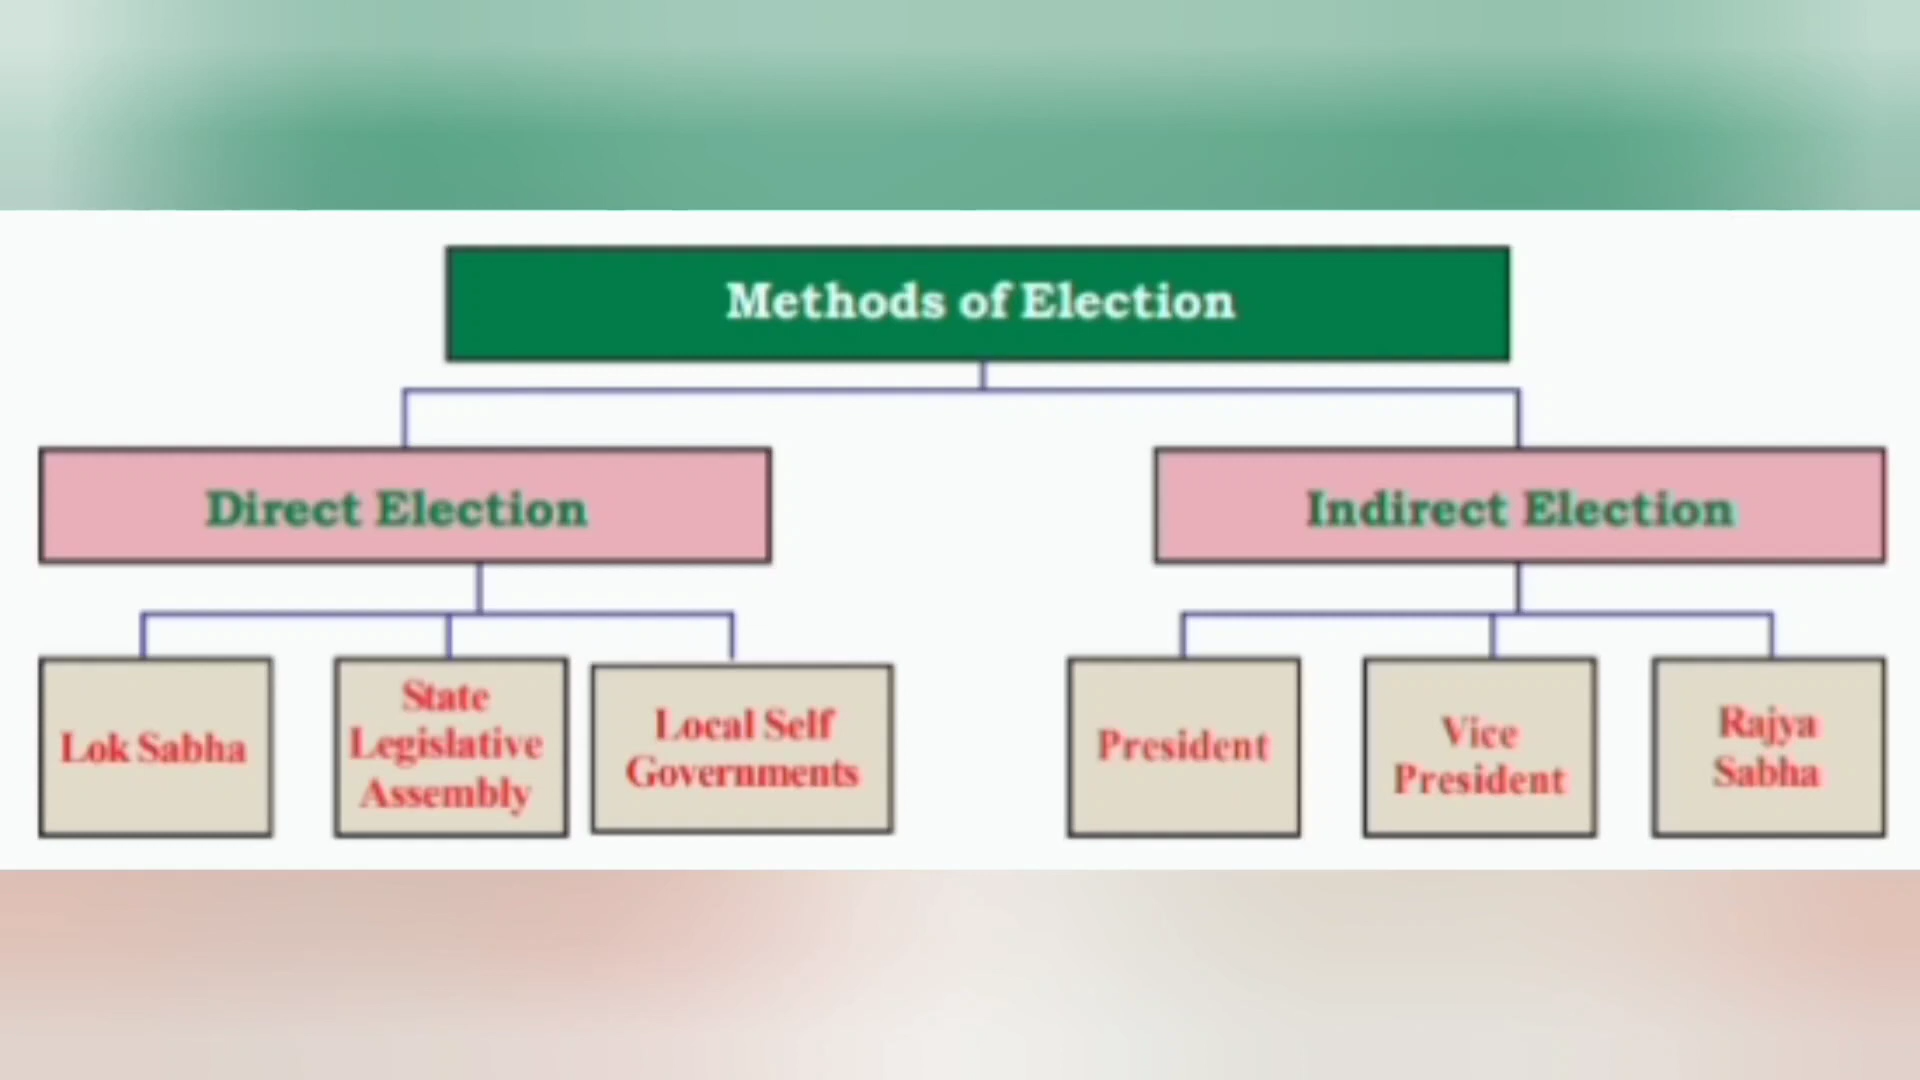 Methods of Election
Direct Election
Indirect Election
Lok Sabha
State
Legislative
Assembly
Local Self
Governments
President
Vice
President
Rajya
Sabha